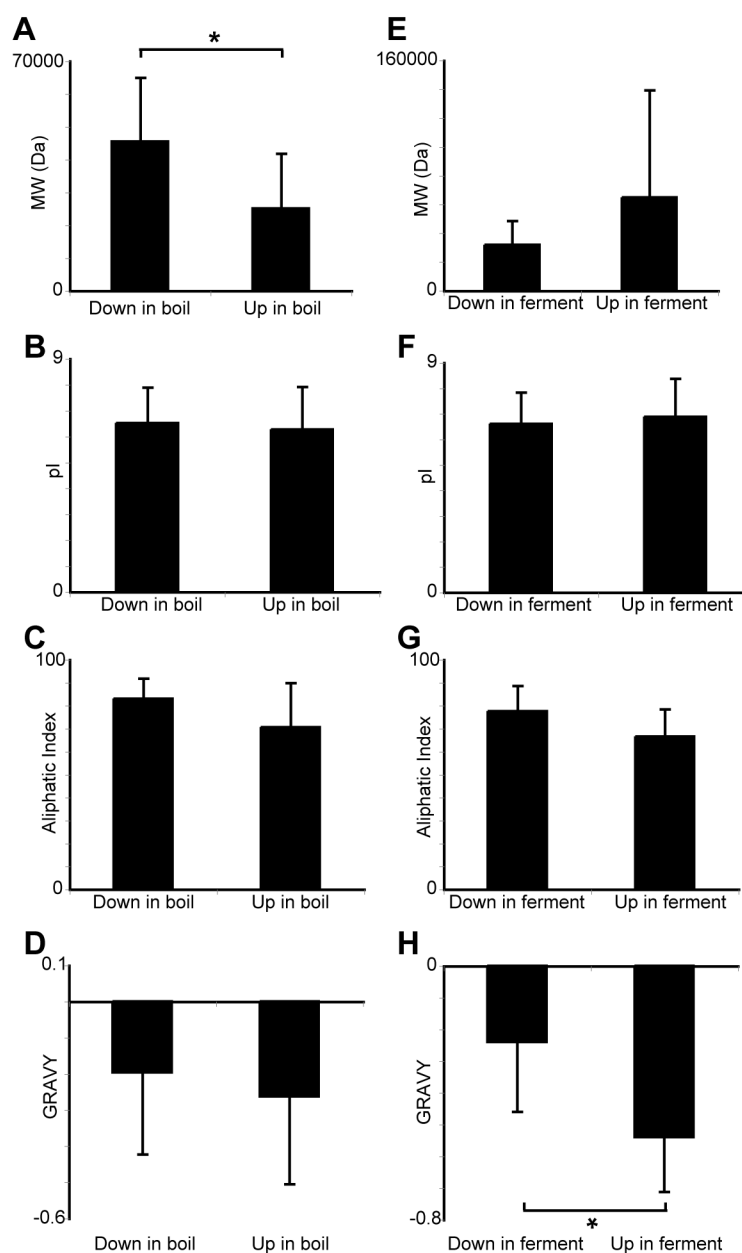 A
*
70000
MW (Da)
0
Down in boil Up in boil
E
160000
MW (Da)
0
Down in ferment Up in ferment
B
9
pI
0
Down in boil Up in boil
F
9
pI
0
Down in ferment Up in ferment
C
100
Aliphatic Index
0
Down in boil Up in boil
G
100
Aliphatic Index
0
Down in ferment Up in ferment
D
0.1
GRAVY
-0.6
Down in boil Up in boil
H
0
GRAVY
-0.8
*
Down in ferment Up in ferment